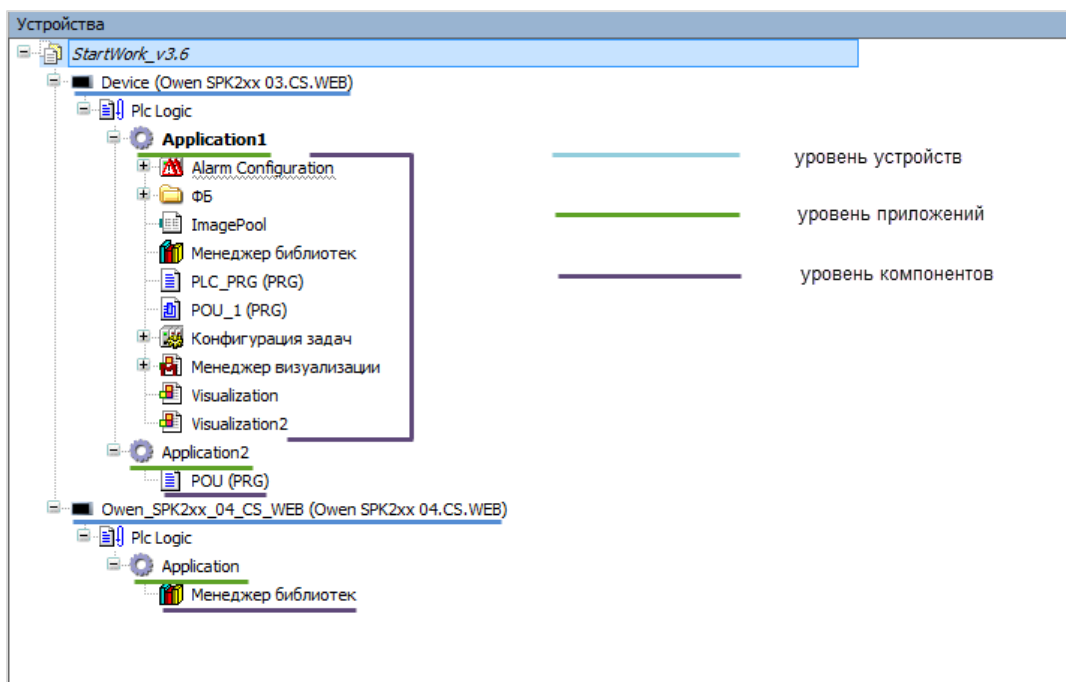 Устройства
StartWork_v3.6
Device (Owen SPK2xx 03.CS.WEB)
Plc Logic
Application1
Alarm Configuration
ФБ
ImagePool
Менеджер библиотек
PLC_PRG (PRG)
POU_1 (PRG)
Конфигурация задач
Менеджер визуализации
Visualization
Visualization2
Application2
POU (PRG)
Owen_SPK2xx_04_CS_WEB (Owen SPK2xx 04.CS.WEB)
Plc Logic
Application
Менеджер библиотек
уровень устройств
уровень приложений
уровень компонентов